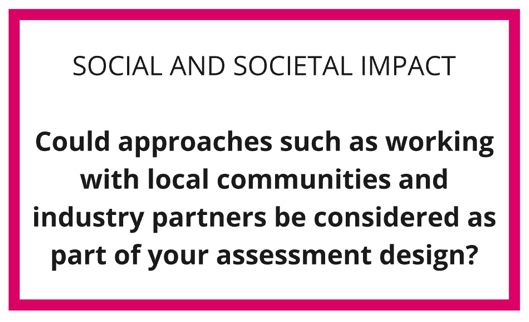 SOCIAL AND SOCIETAL IMPACT
Could approaches such as working
with local communities and
industry partners be considered as
part of your assessment design?